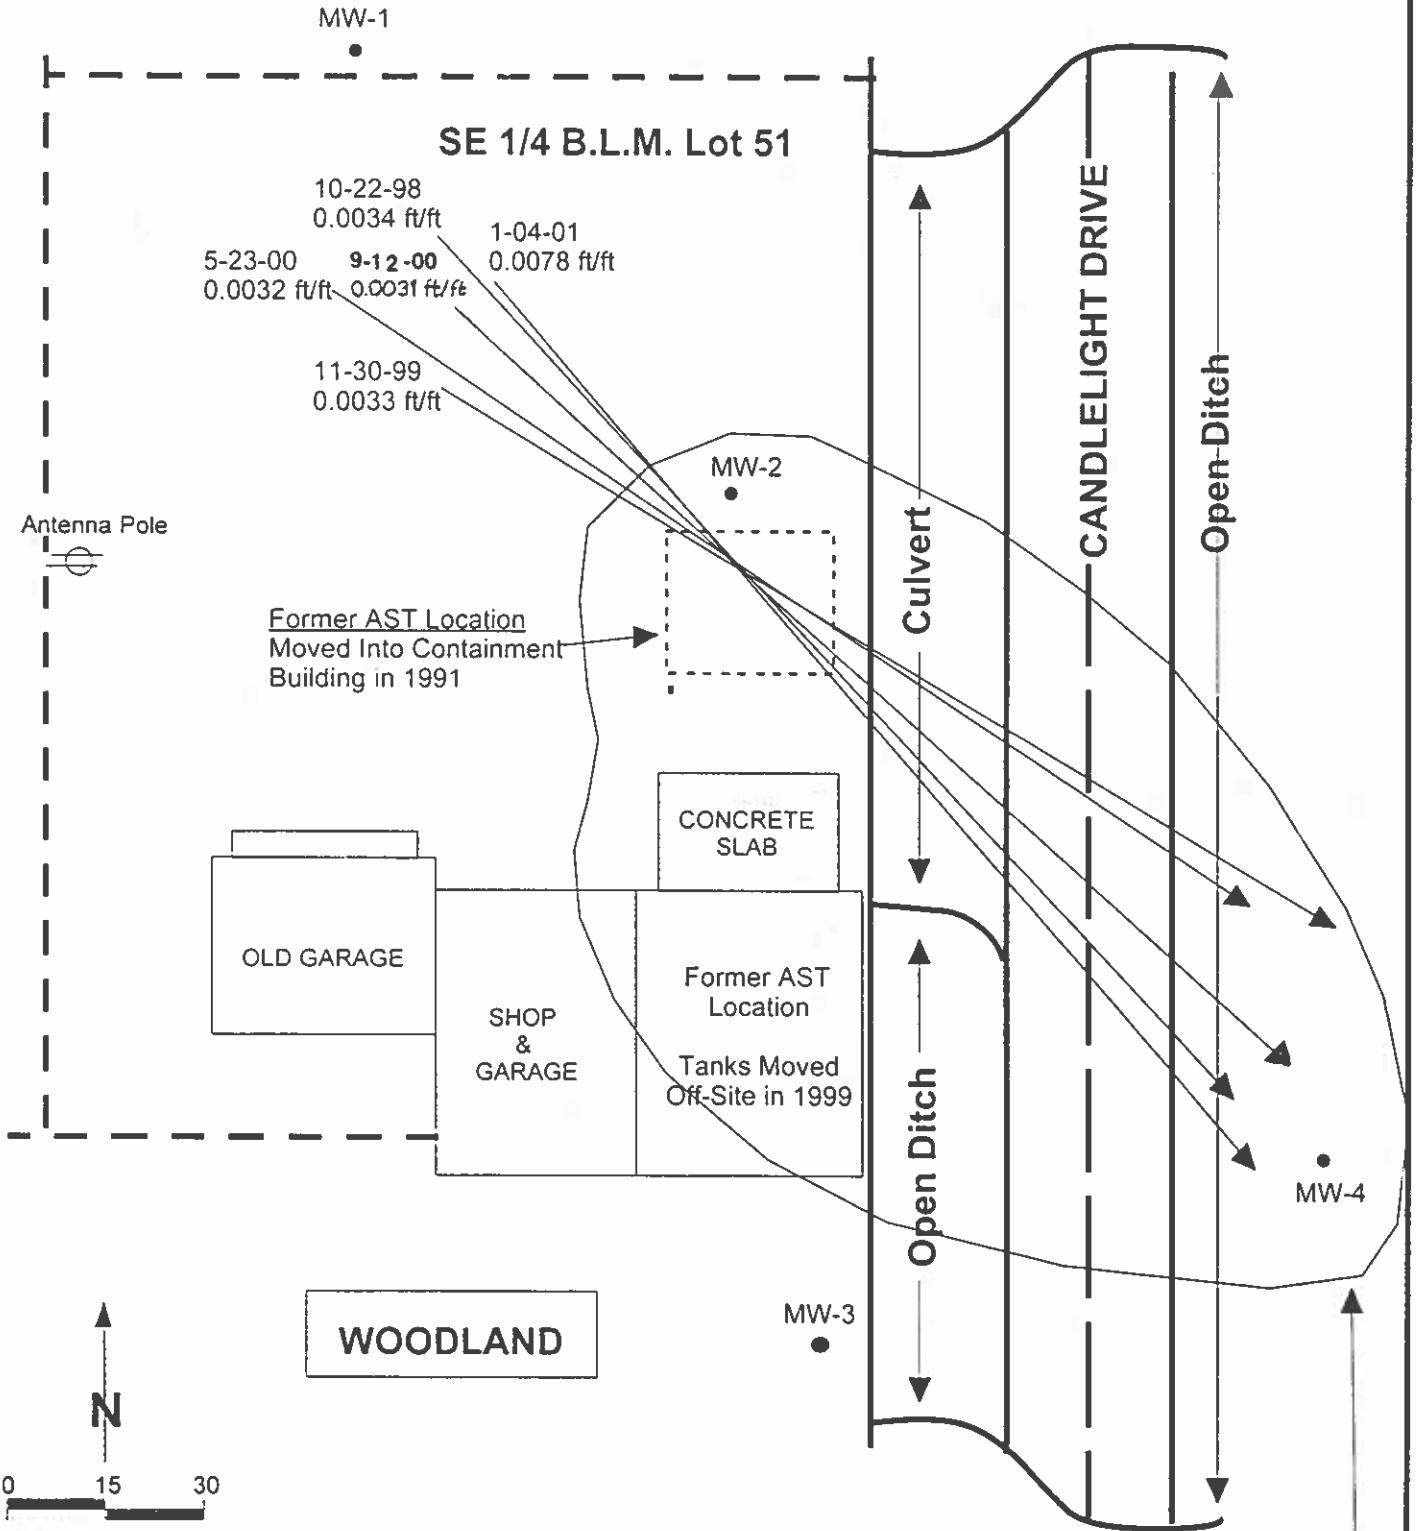 MW-1
SE 1/4 B.L.M. Lot 51
10-22-98
0.0034 ft/ft
1-04-01
0.0078 ft/ft
5-23-00
0.0032 ft/ft
9-12-00
0.0031 ft/ft
11-30-99
0.0033 ft/ft
MW-2
Antenna Pole
Former AST Location
Moved Into Containment
Building in 1991
Culvert
CANDLELIGHT DRIVE
Open Ditch
CONCRETE
SLAB
OLD GARAGE
SHOP
&
GARAGE
Former AST
Location
Tanks Moved
Off-Site in 1999
Open Ditch
MW-4
MW-3
WOODLAND
N
0 15 30